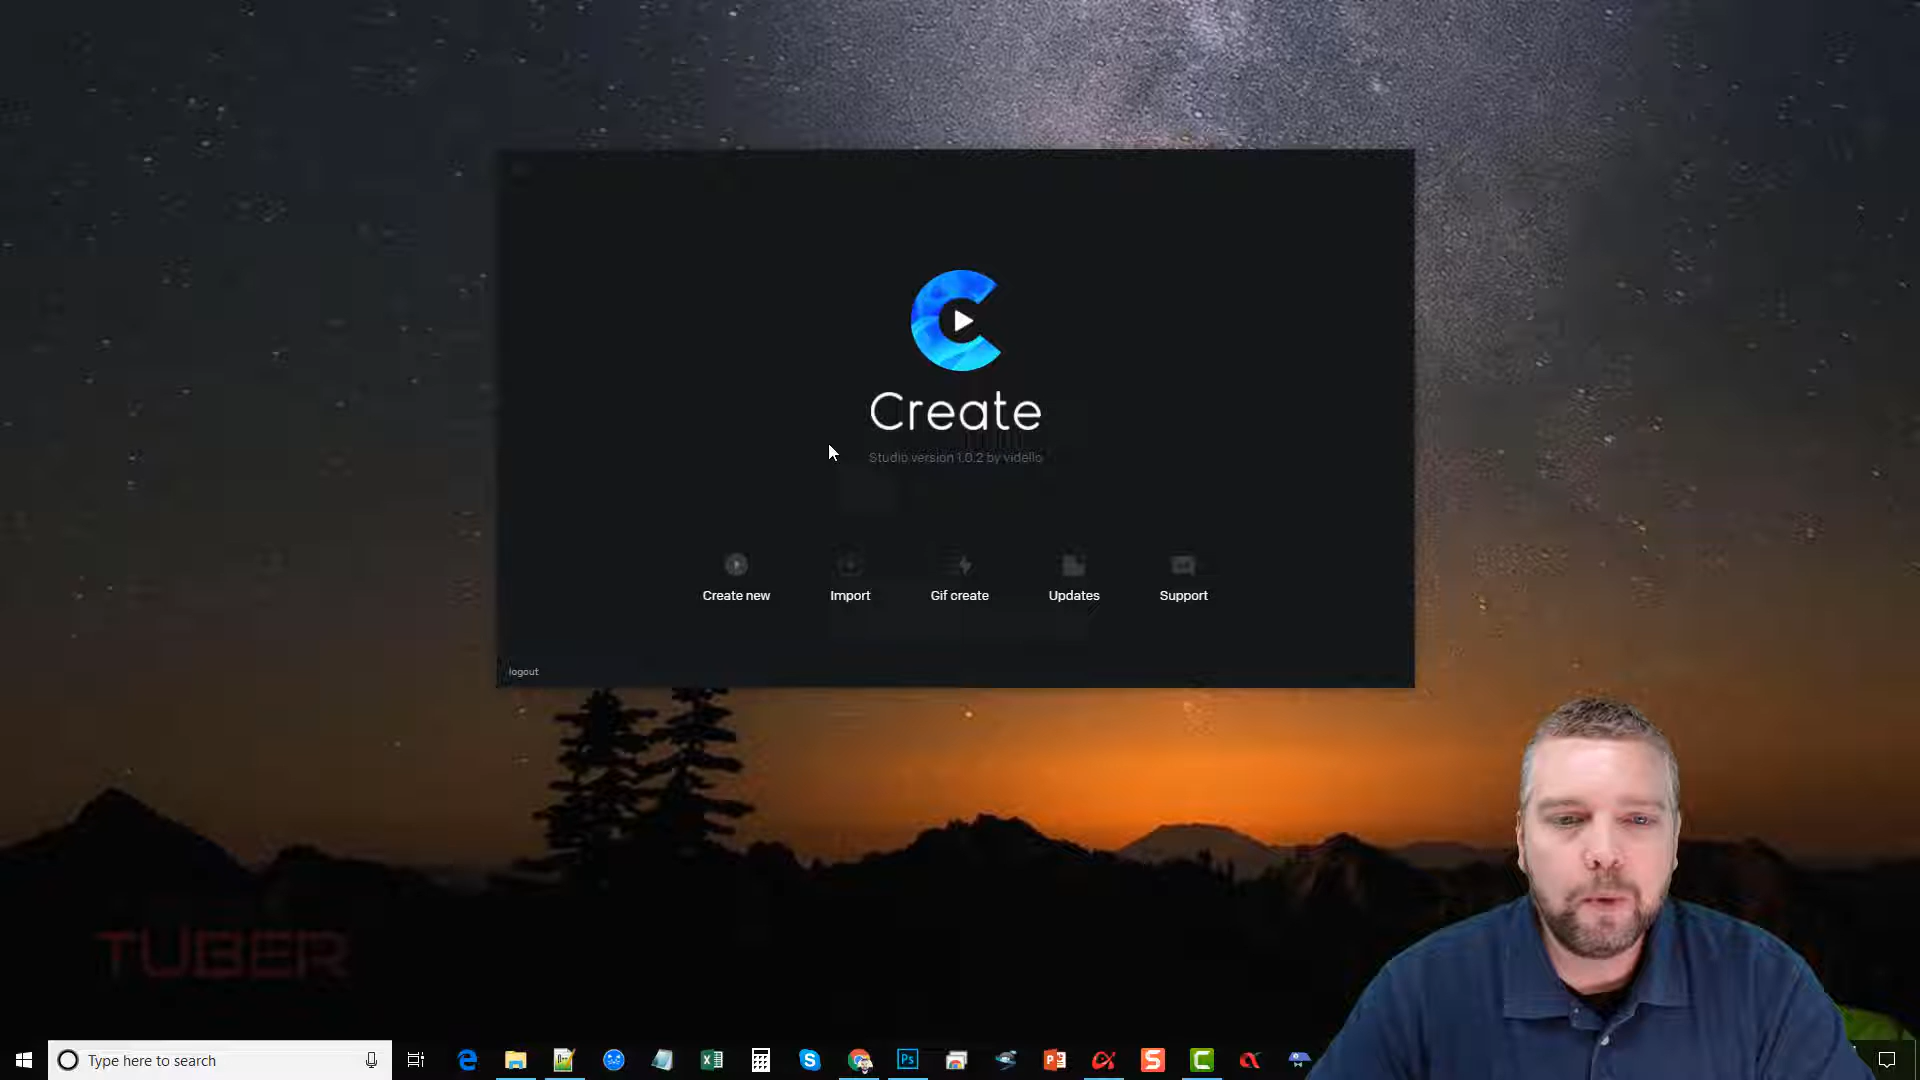 Create
Studio version 1.0.2 by vidello
Create new
Import
Gif create
Updates
Support
logout
TUBER
Type here to search